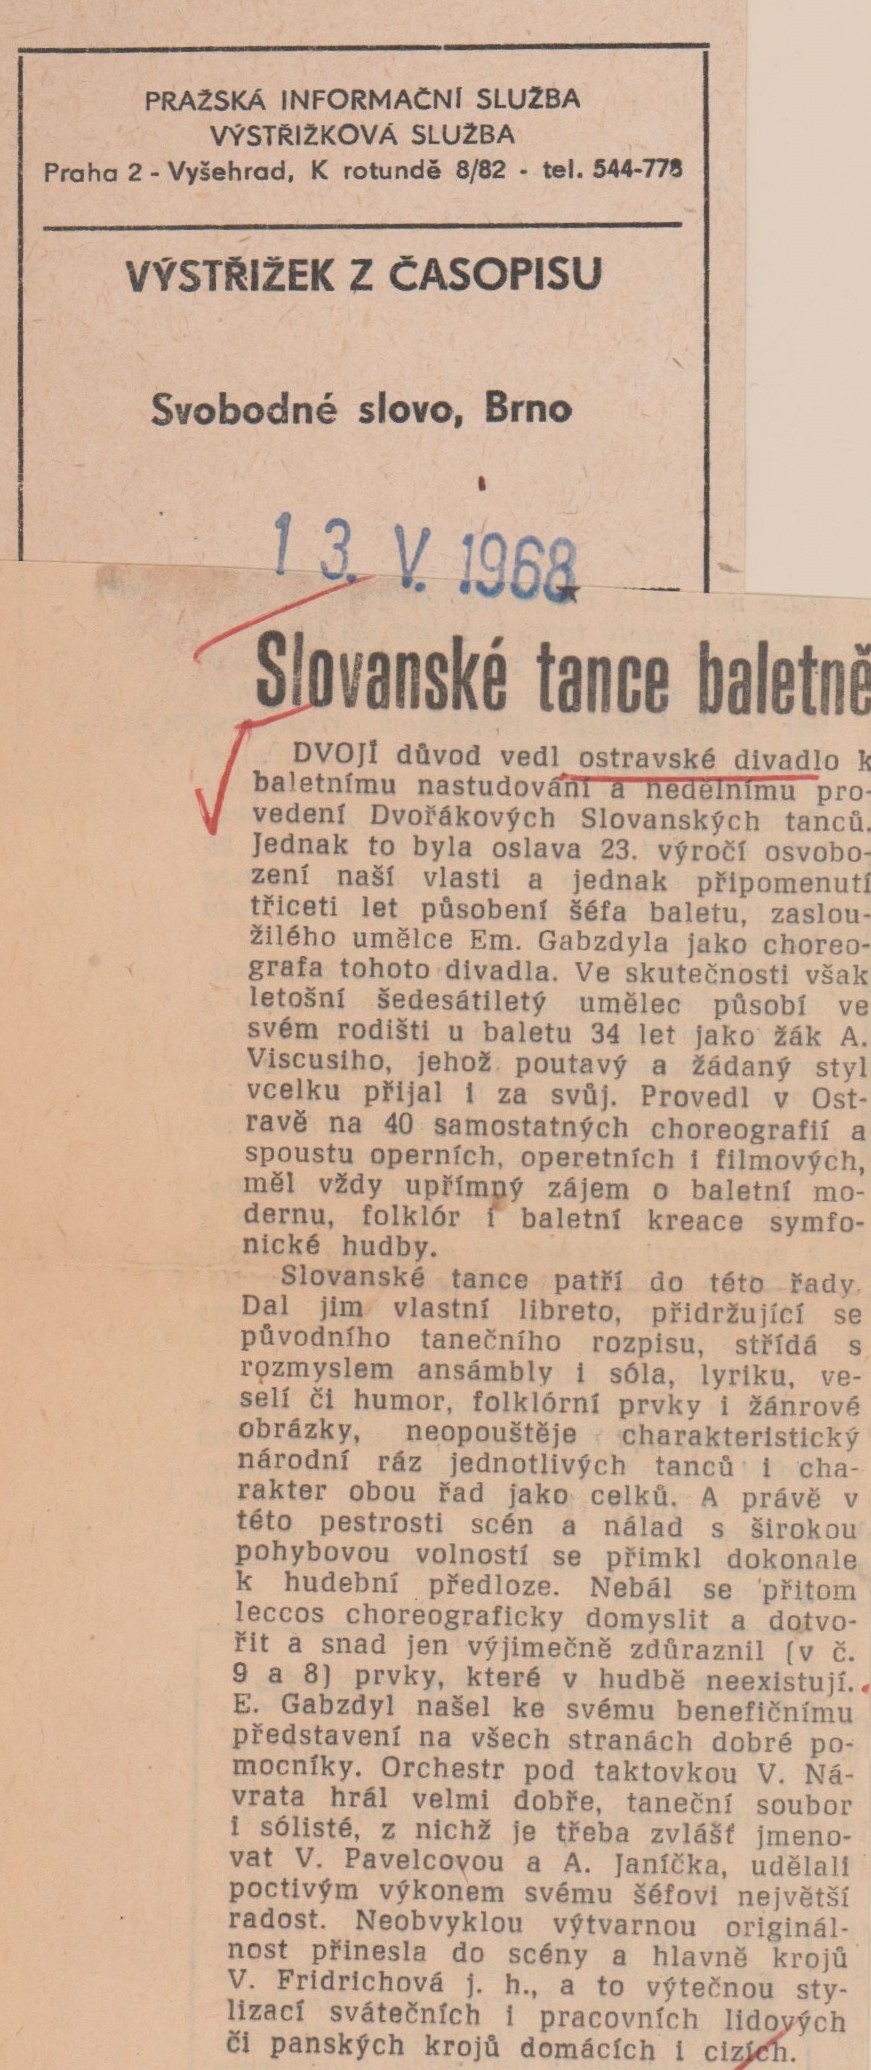 PRAŽSKÁ INFORMAČNÍ SLUŽBA
VÝSTŘIŽKOVÁ SLUŽBA
Praha 2 - Vyšehrad, K rotundě 8/82 - tel. 544-778
VÝSTŘIŽEK Z ČASOPISU
Svobodné slovo, Brno
13. V. 1968
Slovanské tance baletně
DVOJÍ důvod vedl ostravské divadlo k
baletnímu nastudování a nedělnímu pro-
vedení Dvořákových Slovanských tanců.
Jednak to byla oslava 23. výročí osvobo-
zení naší vlasti a jednak připomenutí
třiceti let působení šéfa baletu, zaslou-
žilého umělce Em. Gabzdyla jako choreo-
grafa tohoto divadla. Ve skutečnosti však
letošní šedesátiletý umělec působí ve
svém rodišti u baletu 34 let jako žák A.
Viscusiho, jehož poutavý a žádaný styl
vcelku přijal i za svůj. Provedl v Ost-
ravě na 40 samostatných choreografií a
spoustu operních, operetních i filmových,
měl vždy upřímný zájem o baletní mo-
dernu, folklór i baletní kreace symfo-
nické hudby.
Slovanské tance patří do této řady.
Dal jim vlastní libreto, přidržující se
původního tanečního rozpisu, střídá s
rozmyslem ansámbly i sóla, lyriku, ve-
selí či humor, folklórní prvky i žánrové
obrázky, neopouštěje charakteristický
národní ráz jednotlivých tanců i cha-
rakter obou řad jako celků. A právě v
této pestrosti scén a nálad s širokou
pohybovou volností se přimkl dokonale
k hudební předloze. Nebál se přitom
leccos choreograficky domyslit a dotvo-
řit a snad jen výjimečně zdůraznil (v č.
9 a 8) prvky, které v hudbě neexistují.
E. Gabzdyl našel ke svému benefičnímu
představení na všech stranách dobré po-
mocníky. Orchestr pod taktovkou V. Ná-
vrata hrál velmi dobře, taneční soubor
i sólisté, z nichž je třeba zvlášť jmeno-
vat V. Pavelcovou a A. Janíčka, udělali
poctivým výkonem svému šéfovi největší
radost. Neobvyklou výtvarnou originál-
nost přinesla do scény a hlavně krojů
V. Fridrichová j. h., a to výtečnou sty-
lizací svátečních i pracovních lidových
či panských krojů domácích i cizích.